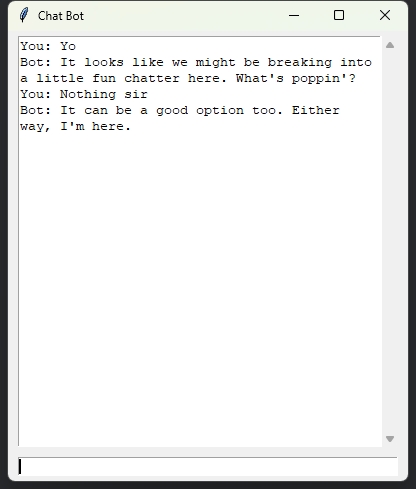 Chat Bot
You: Yo
Bot: It looks like we might be breaking into
a little fun chatter here. What's poppin'?
You: Nothing sir
Bot: It can be a good option too. Either
way, I'm here.